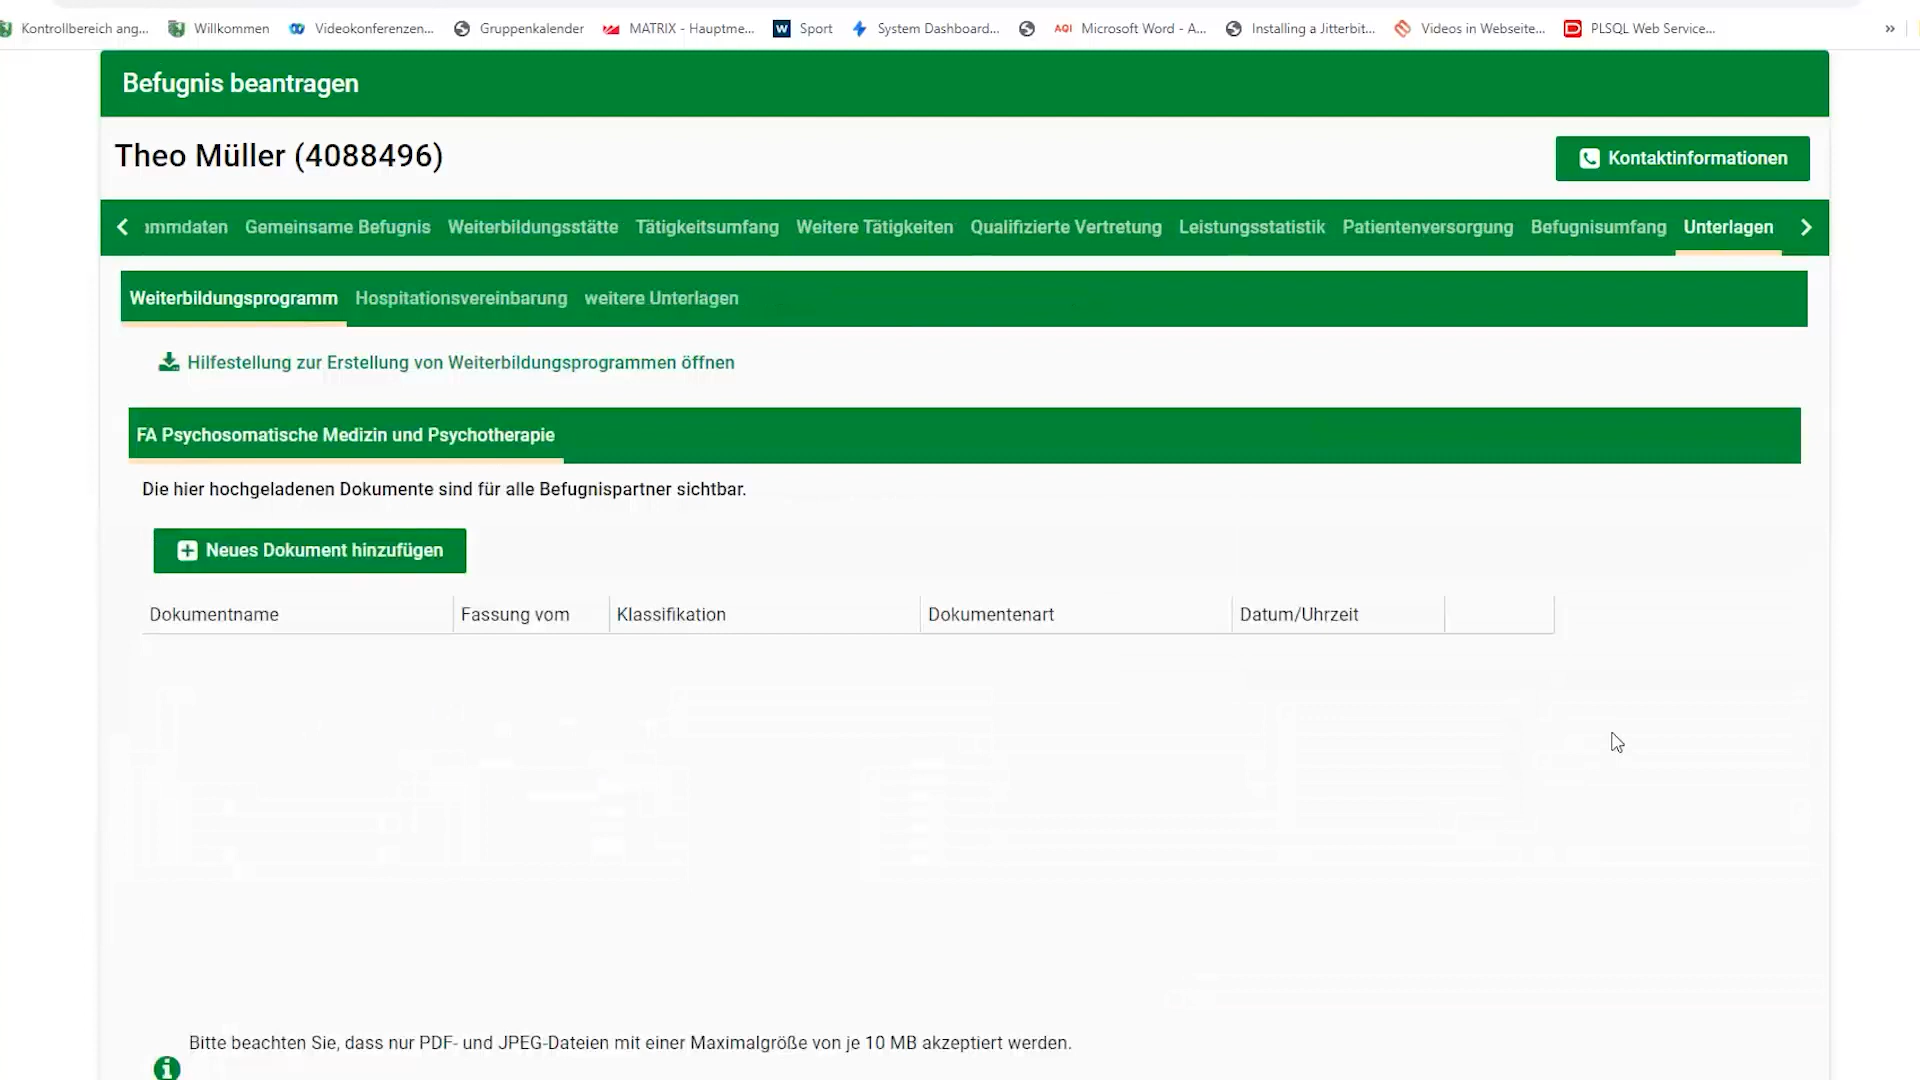 Kontrollbereich ang... Willkommen Videokonferenzen... Gruppenkalender MATRIX - Hauptme... W Sport System Dashboard... AQI Microsoft Word - A... Installing a Jitterbit... Videos in Webseite... PLSQL Web Service... »
Befugnis beantragen
Theo Müller (4088496)
Kontaktinformationen
ammdaten Gemeinsame Befugnis Weiterbildungsstätte Tätigkeitsumfang Weitere Tätigkeiten Qualifizierte Vertretung Leistungsstatistik Patientenversorgung Befugnisumfang Unterlagen
Weiterbildungsprogramm Hospitationsvereinbarung weitere Unterlagen
Hilfestellung zur Erstellung von Weiterbildungsprogrammen öffnen
FA Psychosomatische Medizin und Psychotherapie
Die hier hochgeladenen Dokumente sind für alle Befugnispartner sichtbar.
Neues Dokument hinzufügen
Dokumentname Fassung vom Klassifikation Dokumentenart Datum/Uhrzeit
Bitte beachten Sie, dass nur PDF- und JPEG-Dateien mit einer Maximalgröße von je 10 MB akzeptiert werden.